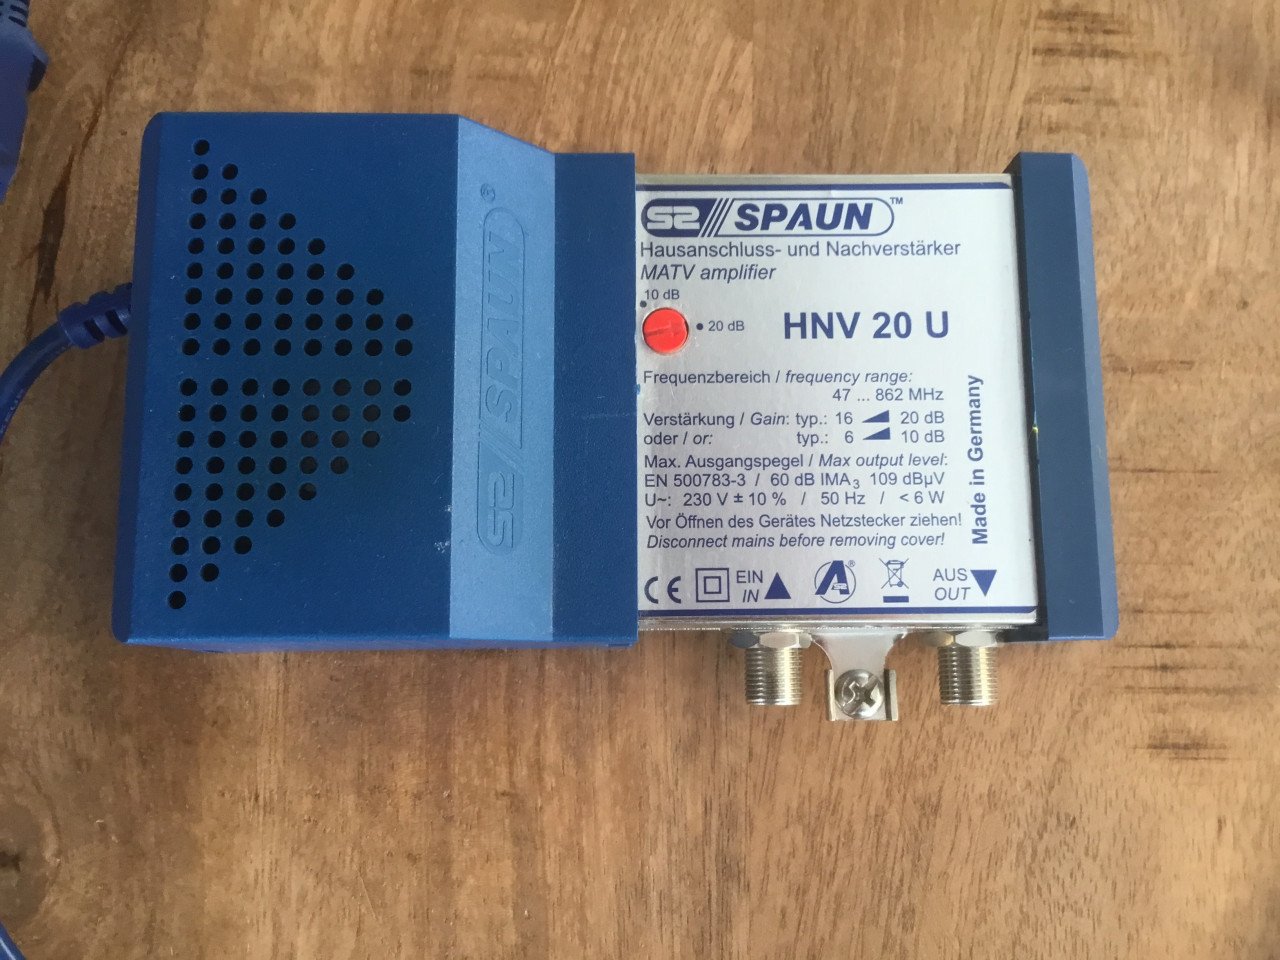 SPAUN®
SPAUN™
Hausanschluss- und Nachverstärker
MATV amplifier
10 dB
20 dB
HNV 20 U
Frequenzbereich / frequency range:
47 ... 862 MHz
Verstärkung / Gain: typ.: 16 20 dB
oder / or: typ.: 6 10 dB
Max. Ausgangspegel / Max output level:
EN 500783-3 / 60 dB IMA₃ 109 dBµV
U~: 230 V ± 10 % / 50 Hz / < 6 W
Vor Öffnen des Gerätes Netzstecker ziehen!
Disconnect mains before removing cover!
Made in Germany
CE
EIN
IN
A®
AUS
OUT